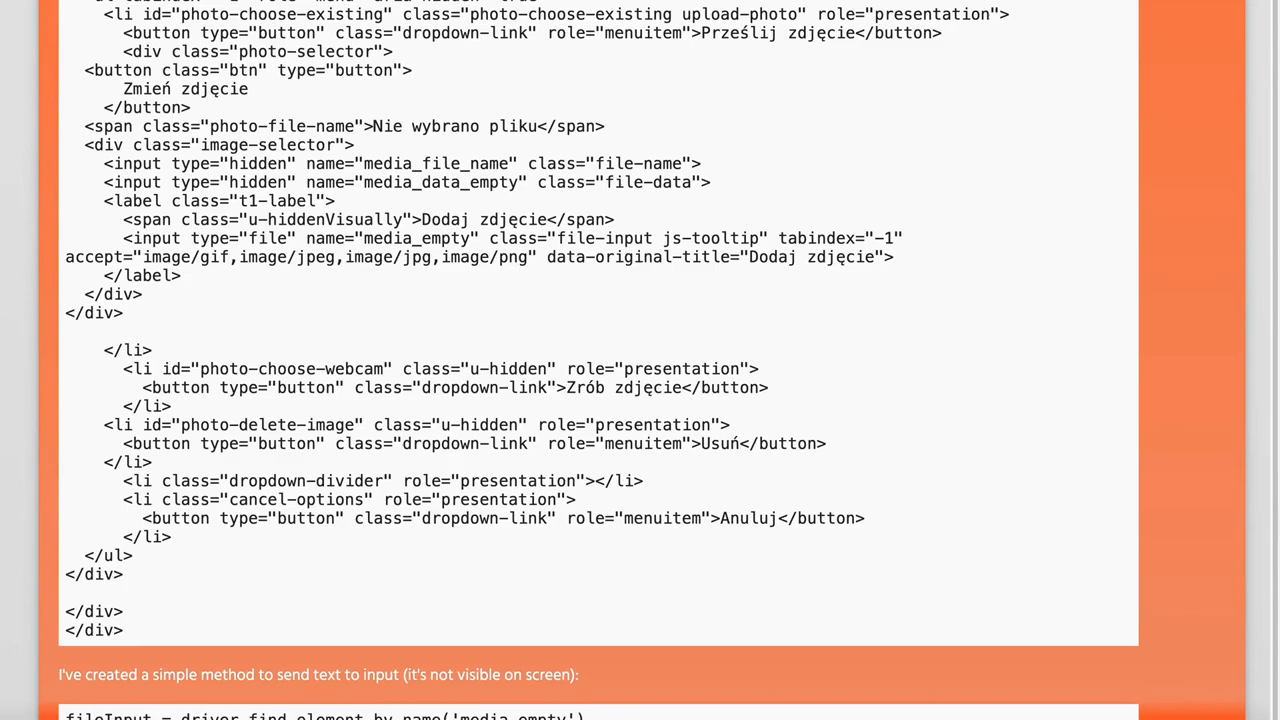 <li id="photo-choose-existing" class="photo-choose-existing upload-photo" role="presentation">
<button type="button" class="dropdown-link" role="menuitem">Prześlij zdjęcie</button>
<div class="photo-selector">
<button class="btn" type="button">
Zmień zdjęcie
</button>
<span class="photo-file-name">Nie wybrano pliku</span>
<div class="image-selector">
<input type="hidden" name="media_file_name" class="file-name">
<input type="hidden" name="media_data_empty" class="file-data">
<label class="t1-label">
<span class="u-hiddenVisually">Dodaj zdjęcie</span>
<input type="file" name="media_empty" class="file-input js-tooltip" tabindex="-1"
accept="image/gif,image/jpeg,image/jpg,image/png" data-original-title="Dodaj zdjęcie">
</label>
</div>
</div>
</li>
<li id="photo-choose-webcam" class="u-hidden" role="presentation">
<button type="button" class="dropdown-link">Zrób zdjęcie</button>
</li>
<li id="photo-delete-image" class="u-hidden" role="presentation">
<button type="button" class="dropdown-link" role="menuitem">Usuń</button>
</li>
<li class="dropdown-divider" role="presentation"></li>
<li class="cancel-options" role="presentation">
<button type="button" class="dropdown-link" role="menuitem">Anuluj</button>
</li>
</ul>
</div>
</div>
</div>
I've created a simple method to send text to input (it's not visible on screen):
fileInput = driver.find_element_by_name('media_empty')